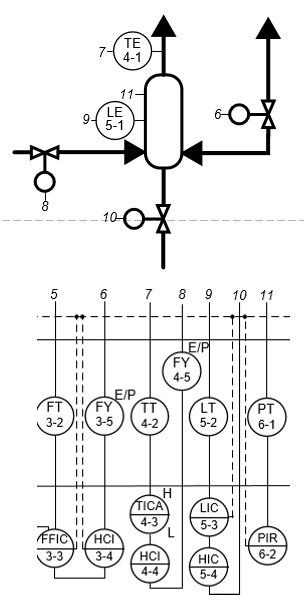 TE
7 4-1
11
LE
9 5-1
6
8
10
5 6 7 8 9 10 11
E/P
FY
4-5
E/P
FT FY TT LT PT
3-2 3-5 4-2 5-2 6-1
H
TICA LIC
4-3 5-3
L
FFIC HCI HCI HIC PIR
3-3 3-4 4-4 5-4 6-2